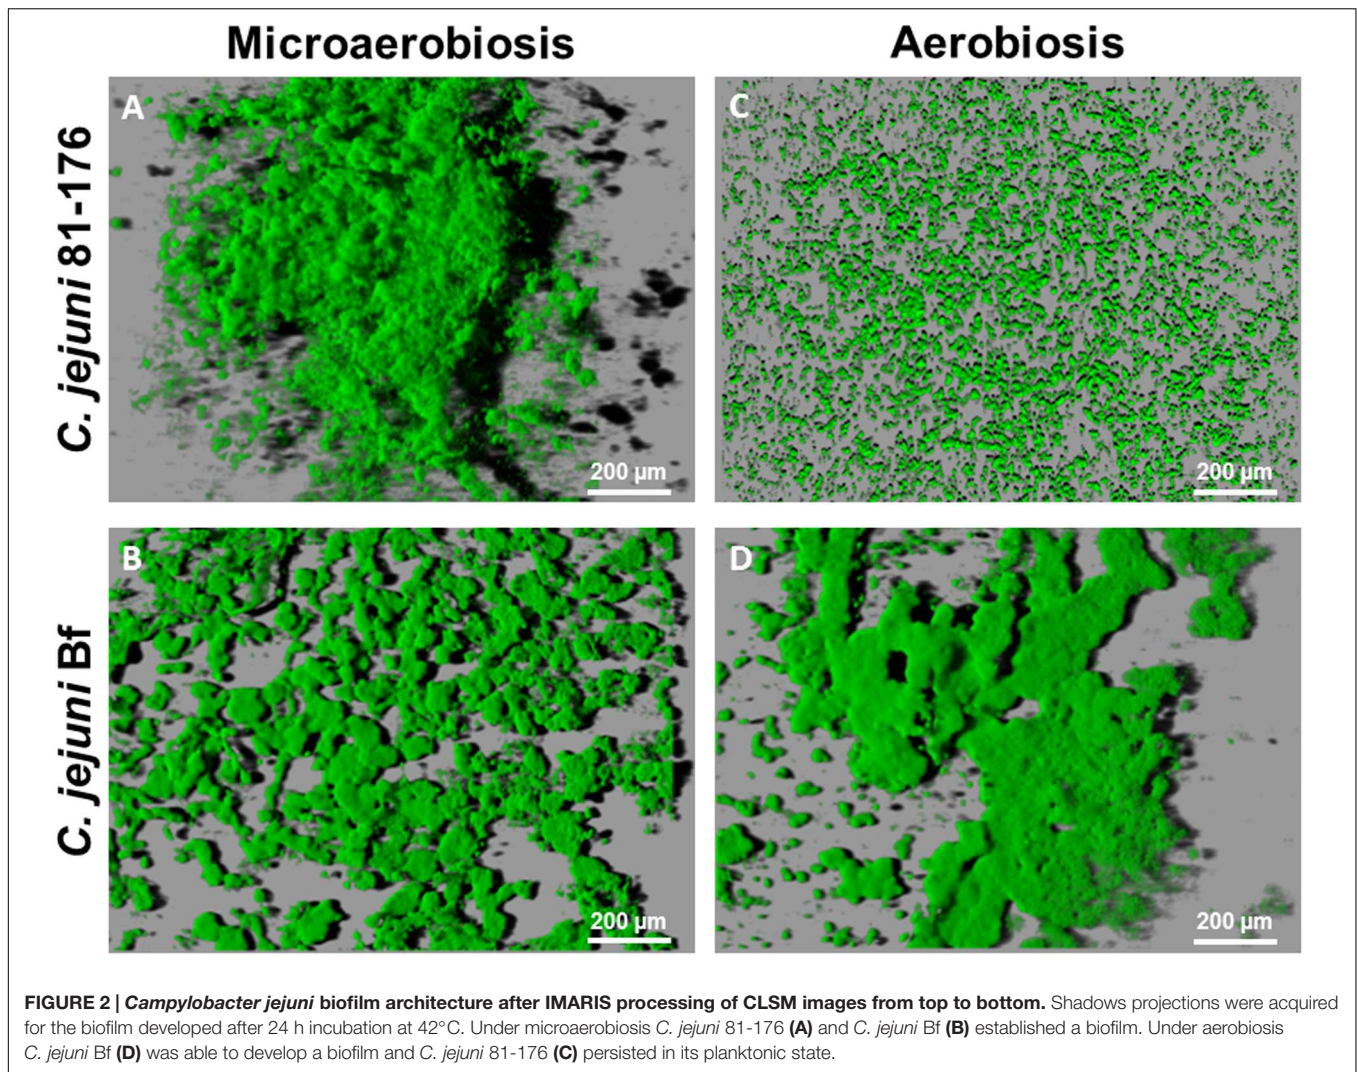 Microaerobiosis Aerobiosis
C. jejuni 81-176
A
C
200 µm
200 µm
C. jejuni Bf
B
D
200 µm
200 µm
FIGURE 2 | Campylobacter jejuni biofilm architecture after IMARIS processing of CLSM images from top to bottom. Shadows projections were acquired
for the biofilm developed after 24 h incubation at 42°C. Under microaerobiosis C. jejuni 81-176 (A) and C. jejuni Bf (B) established a biofilm. Under aerobiosis
C. jejuni Bf (D) was able to develop a biofilm and C. jejuni 81-176 (C) persisted in its planktonic state.